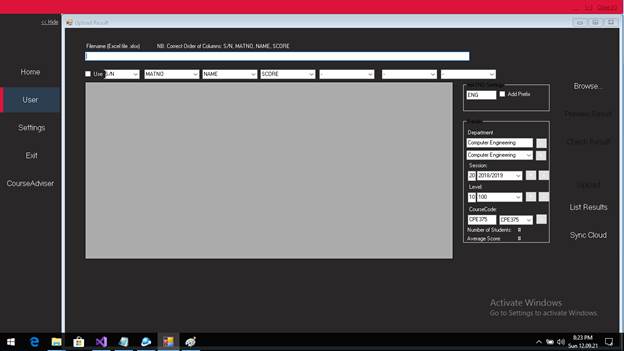 Close (X)
<< Hide
Upload Result
Filename (Excel file .xlsx) NB. Correct Order of Columns: S/N, MATNO, NAME, SCORE
Use S/N MATNO NAME SCORE - - -
Home
User
Settings
Exit
CourseAdviser
ENG Add Prefix
Department
Computer Engineering
Computer Engineering
Session:
20 2018/2019
Level:
10 100
CourseCode:
CPE375 CPE375
Number of Students: #
Average Score: #
Browse...
Preview Result
Check Result
Upload
List Results
Sync Cloud
Activate Windows
Go to Settings to activate Windows.
8:23 PM
Sun 12.09.21